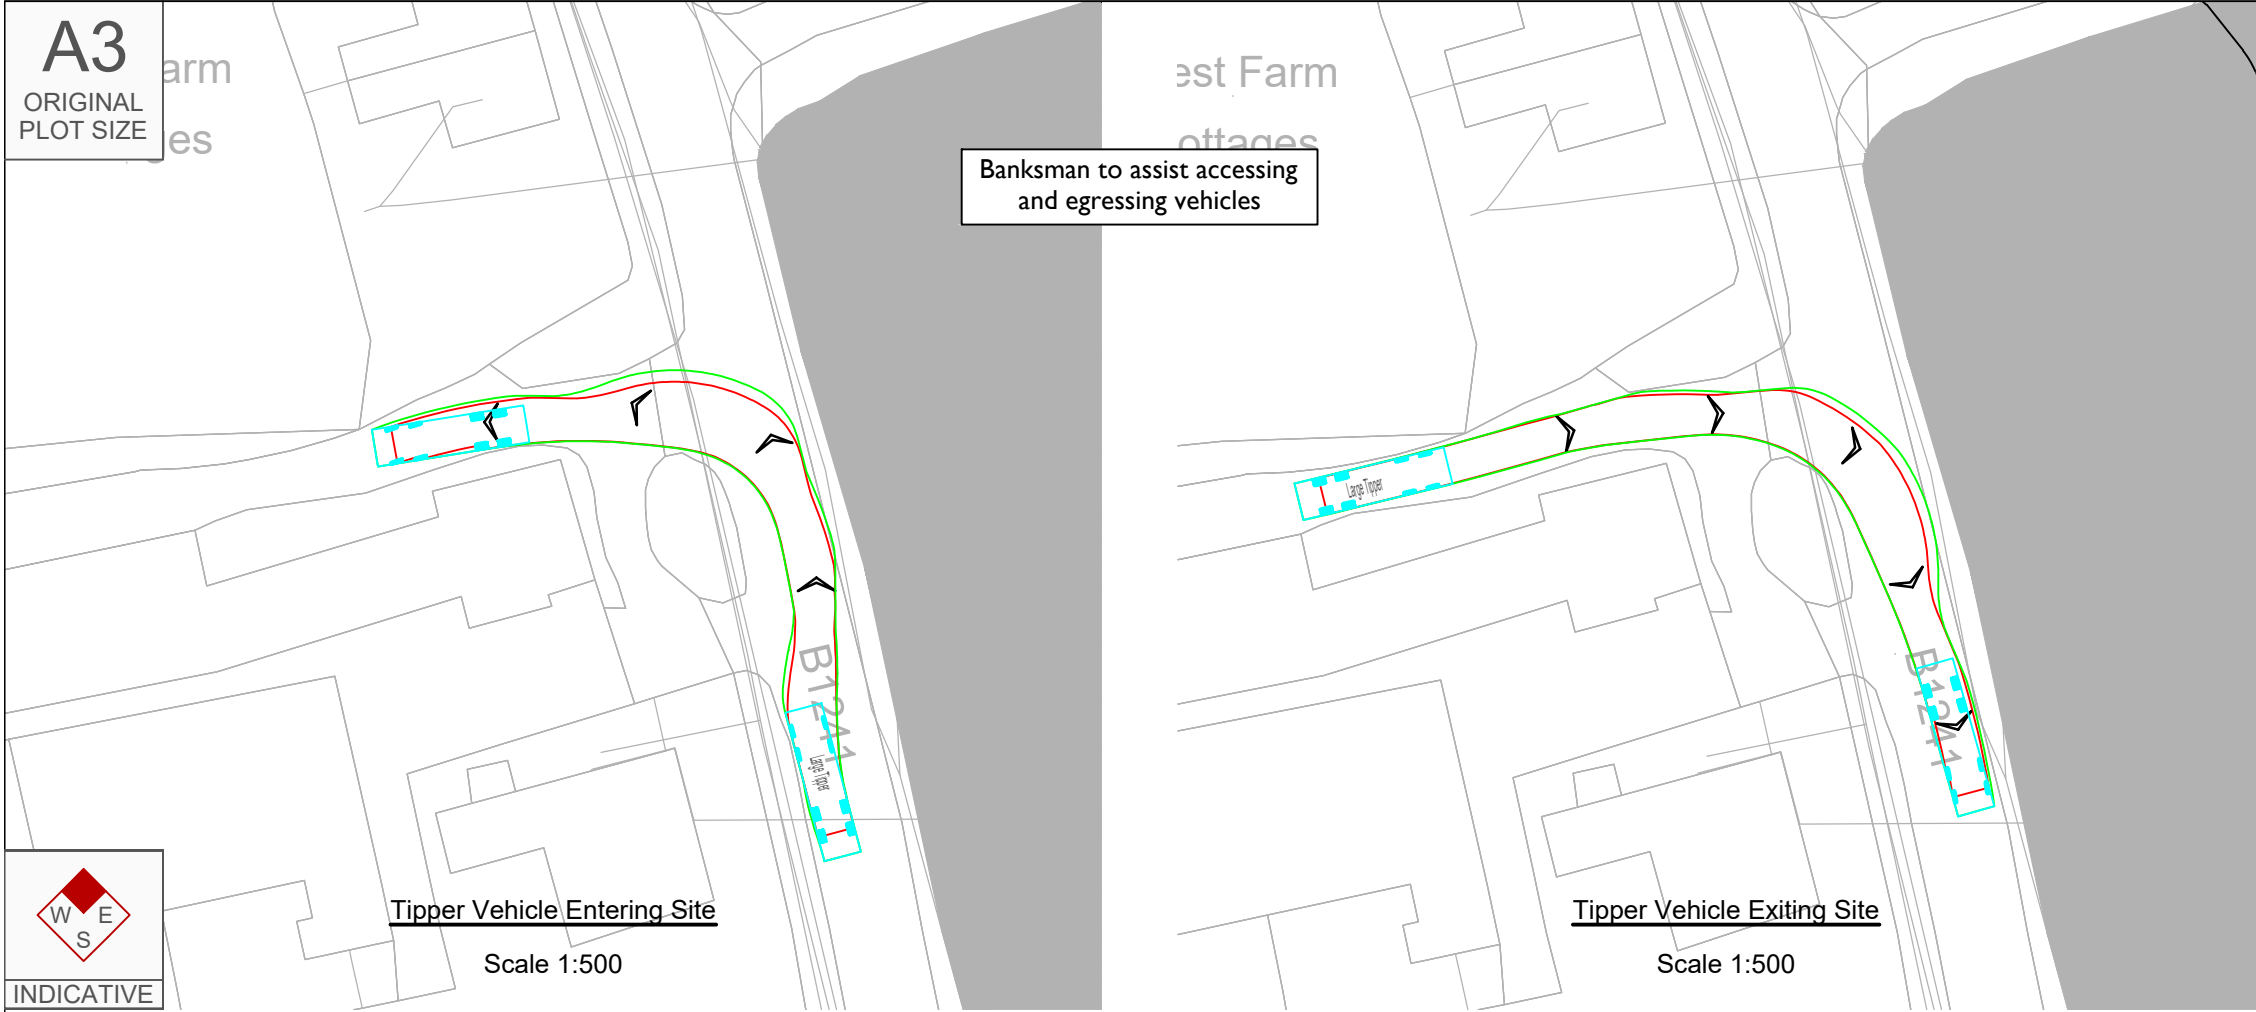 A3
ORIGINAL
PLOT SIZE
arm
est Farm
ottages
Banksman to assist accessing
and egressing vehicles
Large Tipper
B1241
Large Tipper
B1241
Tipper Vehicle Entering Site
Scale 1:500
Tipper Vehicle Exiting Site
Scale 1:500
W E
S
INDICATIVE